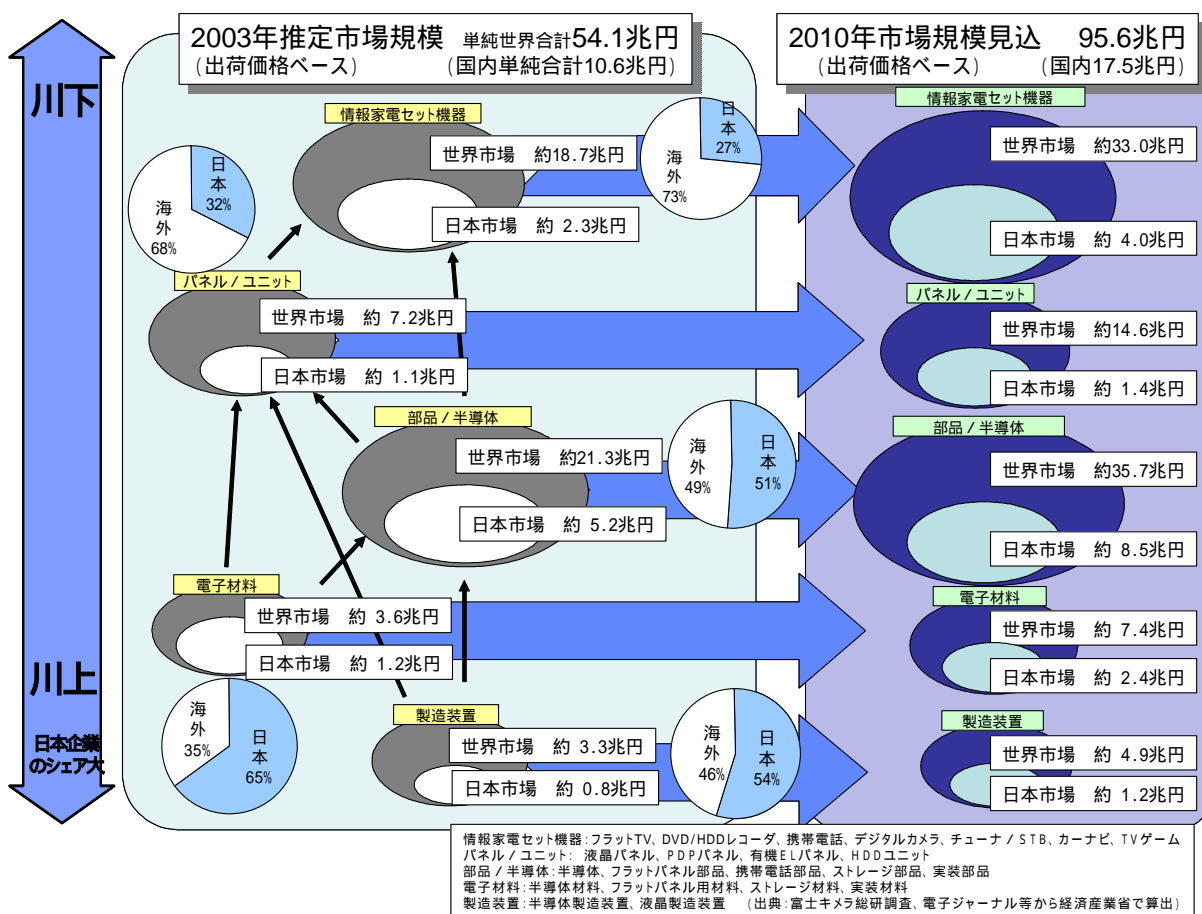 2003年推定市場規模 単純世界合計54.1兆円
(出荷価格ベース) (国内単純合計10.6兆円)
2010年市場規模見込 95.6兆円
(出荷価格ベース) (国内17.5兆円)
川下
川上
日本企業
のシェア大
情報家電セット機器
世界市場 約18.7兆円
日本市場 約 2.3兆円
日本
27%
海外
73%
情報家電セット機器
世界市場 約33.0兆円
日本市場 約 4.0兆円
日本
32%
海外
68%
パネル/ユニット
世界市場 約 7.2兆円
日本市場 約 1.1兆円
パネル/ユニット
世界市場 約14.6兆円
日本市場 約 1.4兆円
部品/半導体
世界市場 約21.3兆円
日本市場 約 5.2兆円
海外
49%
日本
51%
部品/半導体
世界市場 約35.7兆円
日本市場 約 8.5兆円
電子材料
世界市場 約 3.6兆円
日本市場 約 1.2兆円
海外
35%
日本
65%
電子材料
世界市場 約 7.4兆円
日本市場 約 2.4兆円
製造装置
世界市場 約 3.3兆円
日本市場 約 0.8兆円
海外
46%
日本
54%
製造装置
世界市場 約 4.9兆円
日本市場 約 1.2兆円
情報家電セット機器:フラットTV、DVD/HDDレコーダ、携帯電話、デジタルカメラ、チューナ/STB、カーナビ、TVゲーム
パネル/ユニット: 液晶パネル、PDPパネル、有機ELパネル、HDDユニット
部品/半導体:半導体、フラットパネル部品、携帯電話部品、ストレージ部品、実装部品
電子材料:半導体材料、フラットパネル用材料、ストレージ材料、実装材料
製造装置:半導体製造装置、液晶製造装置 (出典:富士キメラ総研調査、電子ジャーナル等から経済産業省で算出)